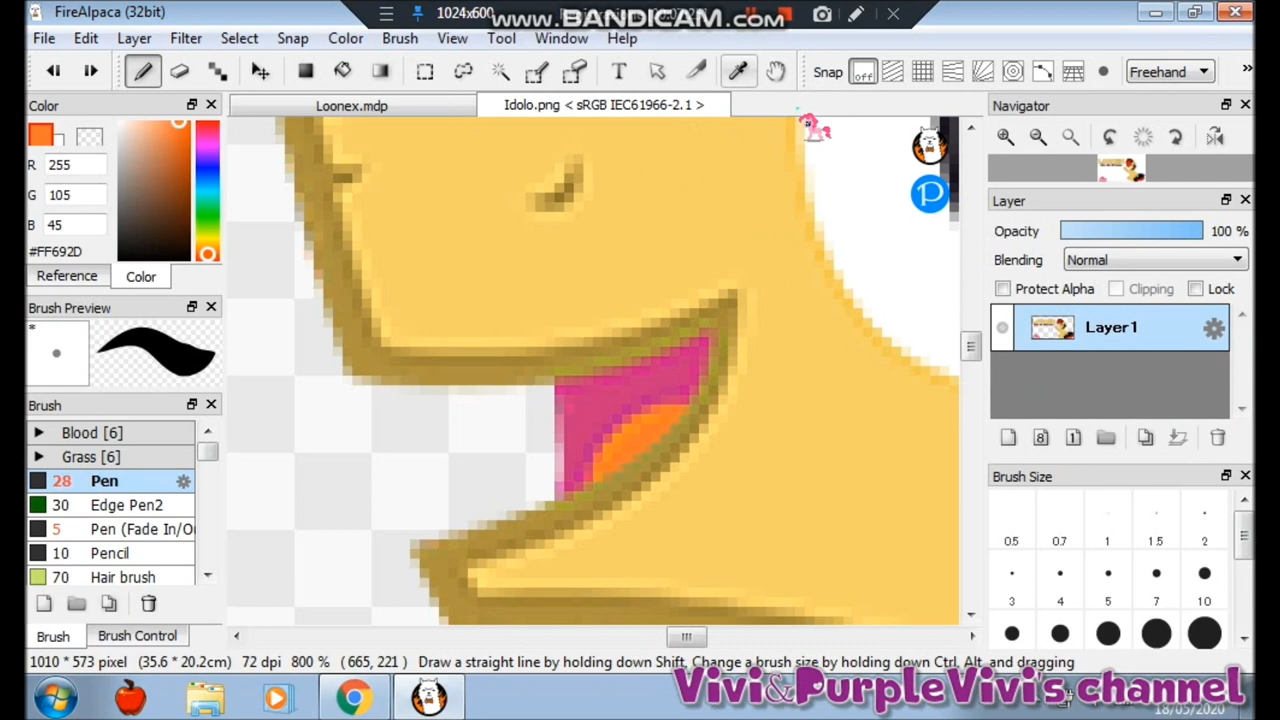 FireAlpaca (32bit)
1024x600
www.BANDICAM.com
File Edit Layer Filter Select Snap Color Brush View Tool Window Help
Snap off Freehand
Color
Loonex.mdp
Idolo.png < sRGB IEC61966-2.1 >
Navigator
R 255
G 105
B 45
#FF692D
Reference Color
Layer
Opacity 100 %
Blending Normal
Protect Alpha Clipping Lock
Layer1
Brush Preview
*
Brush
Blood [6]
Grass [6]
28 Pen
30 Edge Pen2
5 Pen (Fade In/O
10 Pencil
70 Hair brush
Brush Brush Control
Brush Size
0.5 0.7 1 1.5 2
3 4 5 7 10
1010 * 573 pixel (35.6 * 20.2cm) 72 dpi 800 % (665, 221) Draw a straight line by holding down Shift, Change a brush size by holding down Ctrl, Alt, and dragging
Vivi&PurpleVivi's channel
18/05/2020